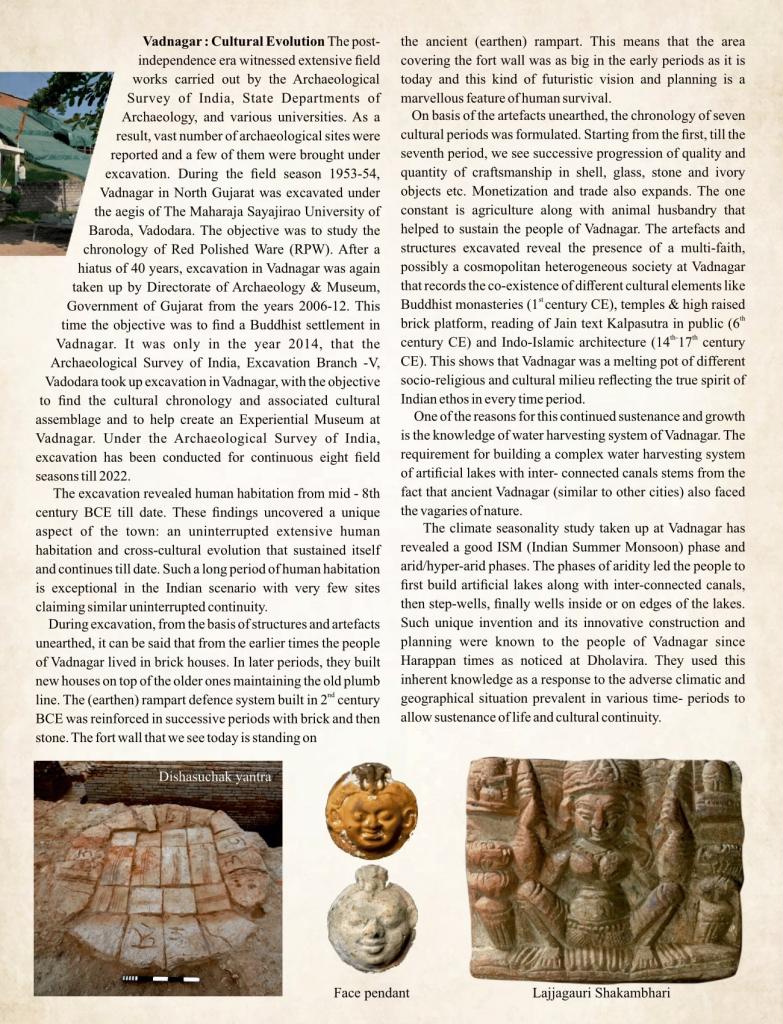 Vadnagar : Cultural Evolution The post-
independence era witnessed extensive field
works carried out by the Archaeological
Survey of India, State Departments of
Archaeology, and various universities. As a
result, vast number of archaeological sites were
reported and a few of them were brought under
excavation. During the field season 1953-54,
Vadnagar in North Gujarat was excavated under
the aegis of The Maharaja Sayajirao University of
Baroda, Vadodara. The objective was to study the
chronology of Red Polished Ware (RPW). After a
hiatus of 40 years, excavation in Vadnagar was again
taken up by Directorate of Archaeology & Museum,
Government of Gujarat from the years 2006-12. This
time the objective was to find a Buddhist settlement in
Vadnagar. It was only in the year 2014, that the
Archaeological Survey of India, Excavation Branch -V,
Vadodara took up excavation in Vadnagar, with the objective
to find the cultural chronology and associated cultural
assemblage and to help create an Experiential Museum at
Vadnagar. Under the Archaeological Survey of India,
excavation has been conducted for continuous eight field
seasons till 2022.
The excavation revealed human habitation from mid - 8th
century BCE till date. These findings uncovered a unique
aspect of the town: an uninterrupted extensive human
habitation and cross-cultural evolution that sustained itself
and continues till date. Such a long period of human habitation
is exceptional in the Indian scenario with very few sites
claiming similar uninterrupted continuity.
During excavation, from the basis of structures and artefacts
unearthed, it can be said that from the earlier times the people
of Vadnagar lived in brick houses. In later periods, they built
new houses on top of the older ones maintaining the old plumb
line. The (earthen) rampart defence system built in 2nd century
BCE was reinforced in successive periods with brick and then
stone. The fort wall that we see today is standing on
the ancient (earthen) rampart. This means that the area
covering the fort wall was as big in the early periods as it is
today and this kind of futuristic vision and planning is a
marvellous feature of human survival.
On basis of the artefacts unearthed, the chronology of seven
cultural periods was formulated. Starting from the first, till the
seventh period, we see successive progression of quality and
quantity of craftsmanship in shell, glass, stone and ivory
objects etc. Monetization and trade also expands. The one
constant is agriculture along with animal husbandry that
helped to sustain the people of Vadnagar. The artefacts and
structures excavated reveal the presence of a multi-faith,
possibly a cosmopolitan heterogeneous society at Vadnagar
that records the co-existence of different cultural elements like
Buddhist monasteries (1st century CE), temples & high raised
brick platform, reading of Jain text Kalpasutra in public (6th
century CE) and Indo-Islamic architecture (14th-17th century
CE). This shows that Vadnagar was a melting pot of different
socio-religious and cultural milieu reflecting the true spirit of
Indian ethos in every time period.
One of the reasons for this continued sustenance and growth
is the knowledge of water harvesting system of Vadnagar. The
requirement for building a complex water harvesting system
of artificial lakes with inter- connected canals stems from the
fact that ancient Vadnagar (similar to other cities) also faced
the vagaries of nature.
The climate seasonality study taken up at Vadnagar has
revealed a good ISM (Indian Summer Monsoon) phase and
arid/hyper-arid phases. The phases of aridity led the people to
first build artificial lakes along with inter-connected canals,
then step-wells, finally wells inside or on edges of the lakes.
Such unique invention and its innovative construction and
planning were known to the people of Vadnagar since
Harappan times as noticed at Dholavira. They used this
inherent knowledge as a response to the adverse climatic and
geographical situation prevalent in various time- periods to
allow sustenance of life and cultural continuity.
Dishasuchak yantra
Face pendant
Lajjagauri Shakambhari